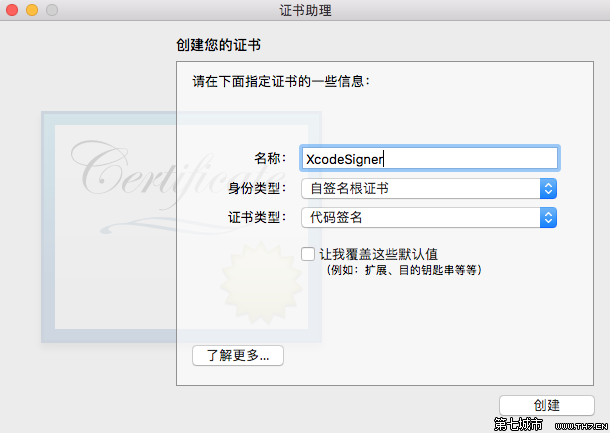 证书助理
创建您的证书
请在下面指定证书的一些信息：
Certificate
名称： XcodeSigner
身份类型： 自签名根证书
证书类型： 代码签名
让我覆盖这些默认值
（例如：扩展、目的钥匙串等等）
了解更多...
创建
第七城市 WWW.TH7.CN